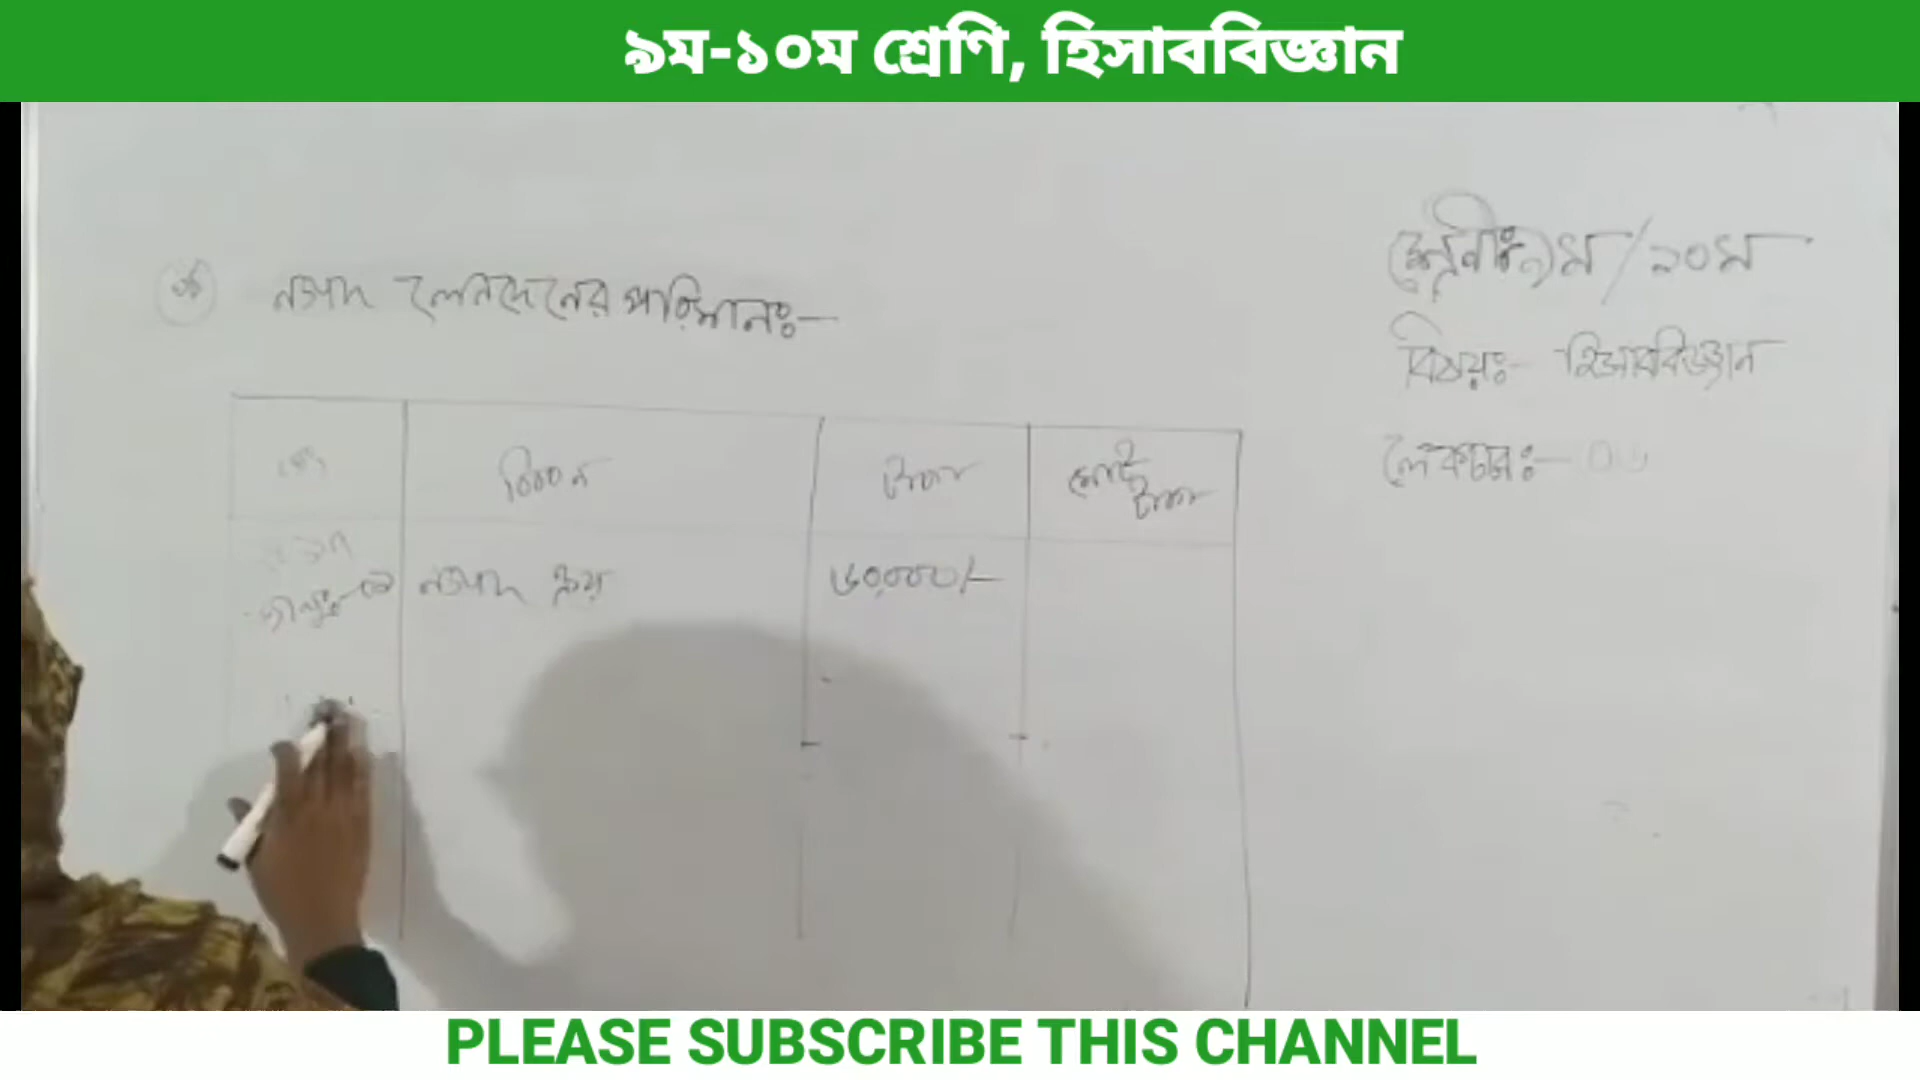 ৯ম-১০ম শ্রেণি, হিসাববিজ্ঞান
নগদ লেনদেনের পরিমানঃ-
শ্রেনীঃ ৯ম/১০ম
বিষয়ঃ- হিসাববিজ্ঞান
লেকচারঃ-
বিবরন টাকা মোট টাকা
নগদ ক্রয় ৬০,০০০/-
PLEASE SUBSCRIBE THIS CHANNEL